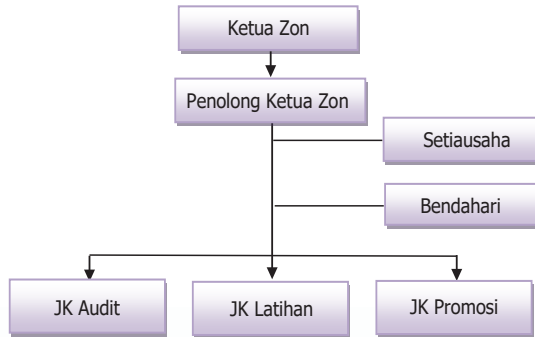 Ketua Zon
Penolong Ketua Zon
Setiausaha
Bendahari
JK Audit
JK Latihan
JK Promosi